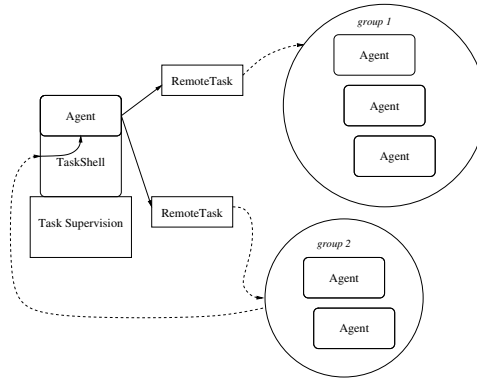 group 1
Agent
RemoteTask
Agent
Agent
Agent
TaskShell
RemoteTask
Task Supervision
group 2
Agent
Agent